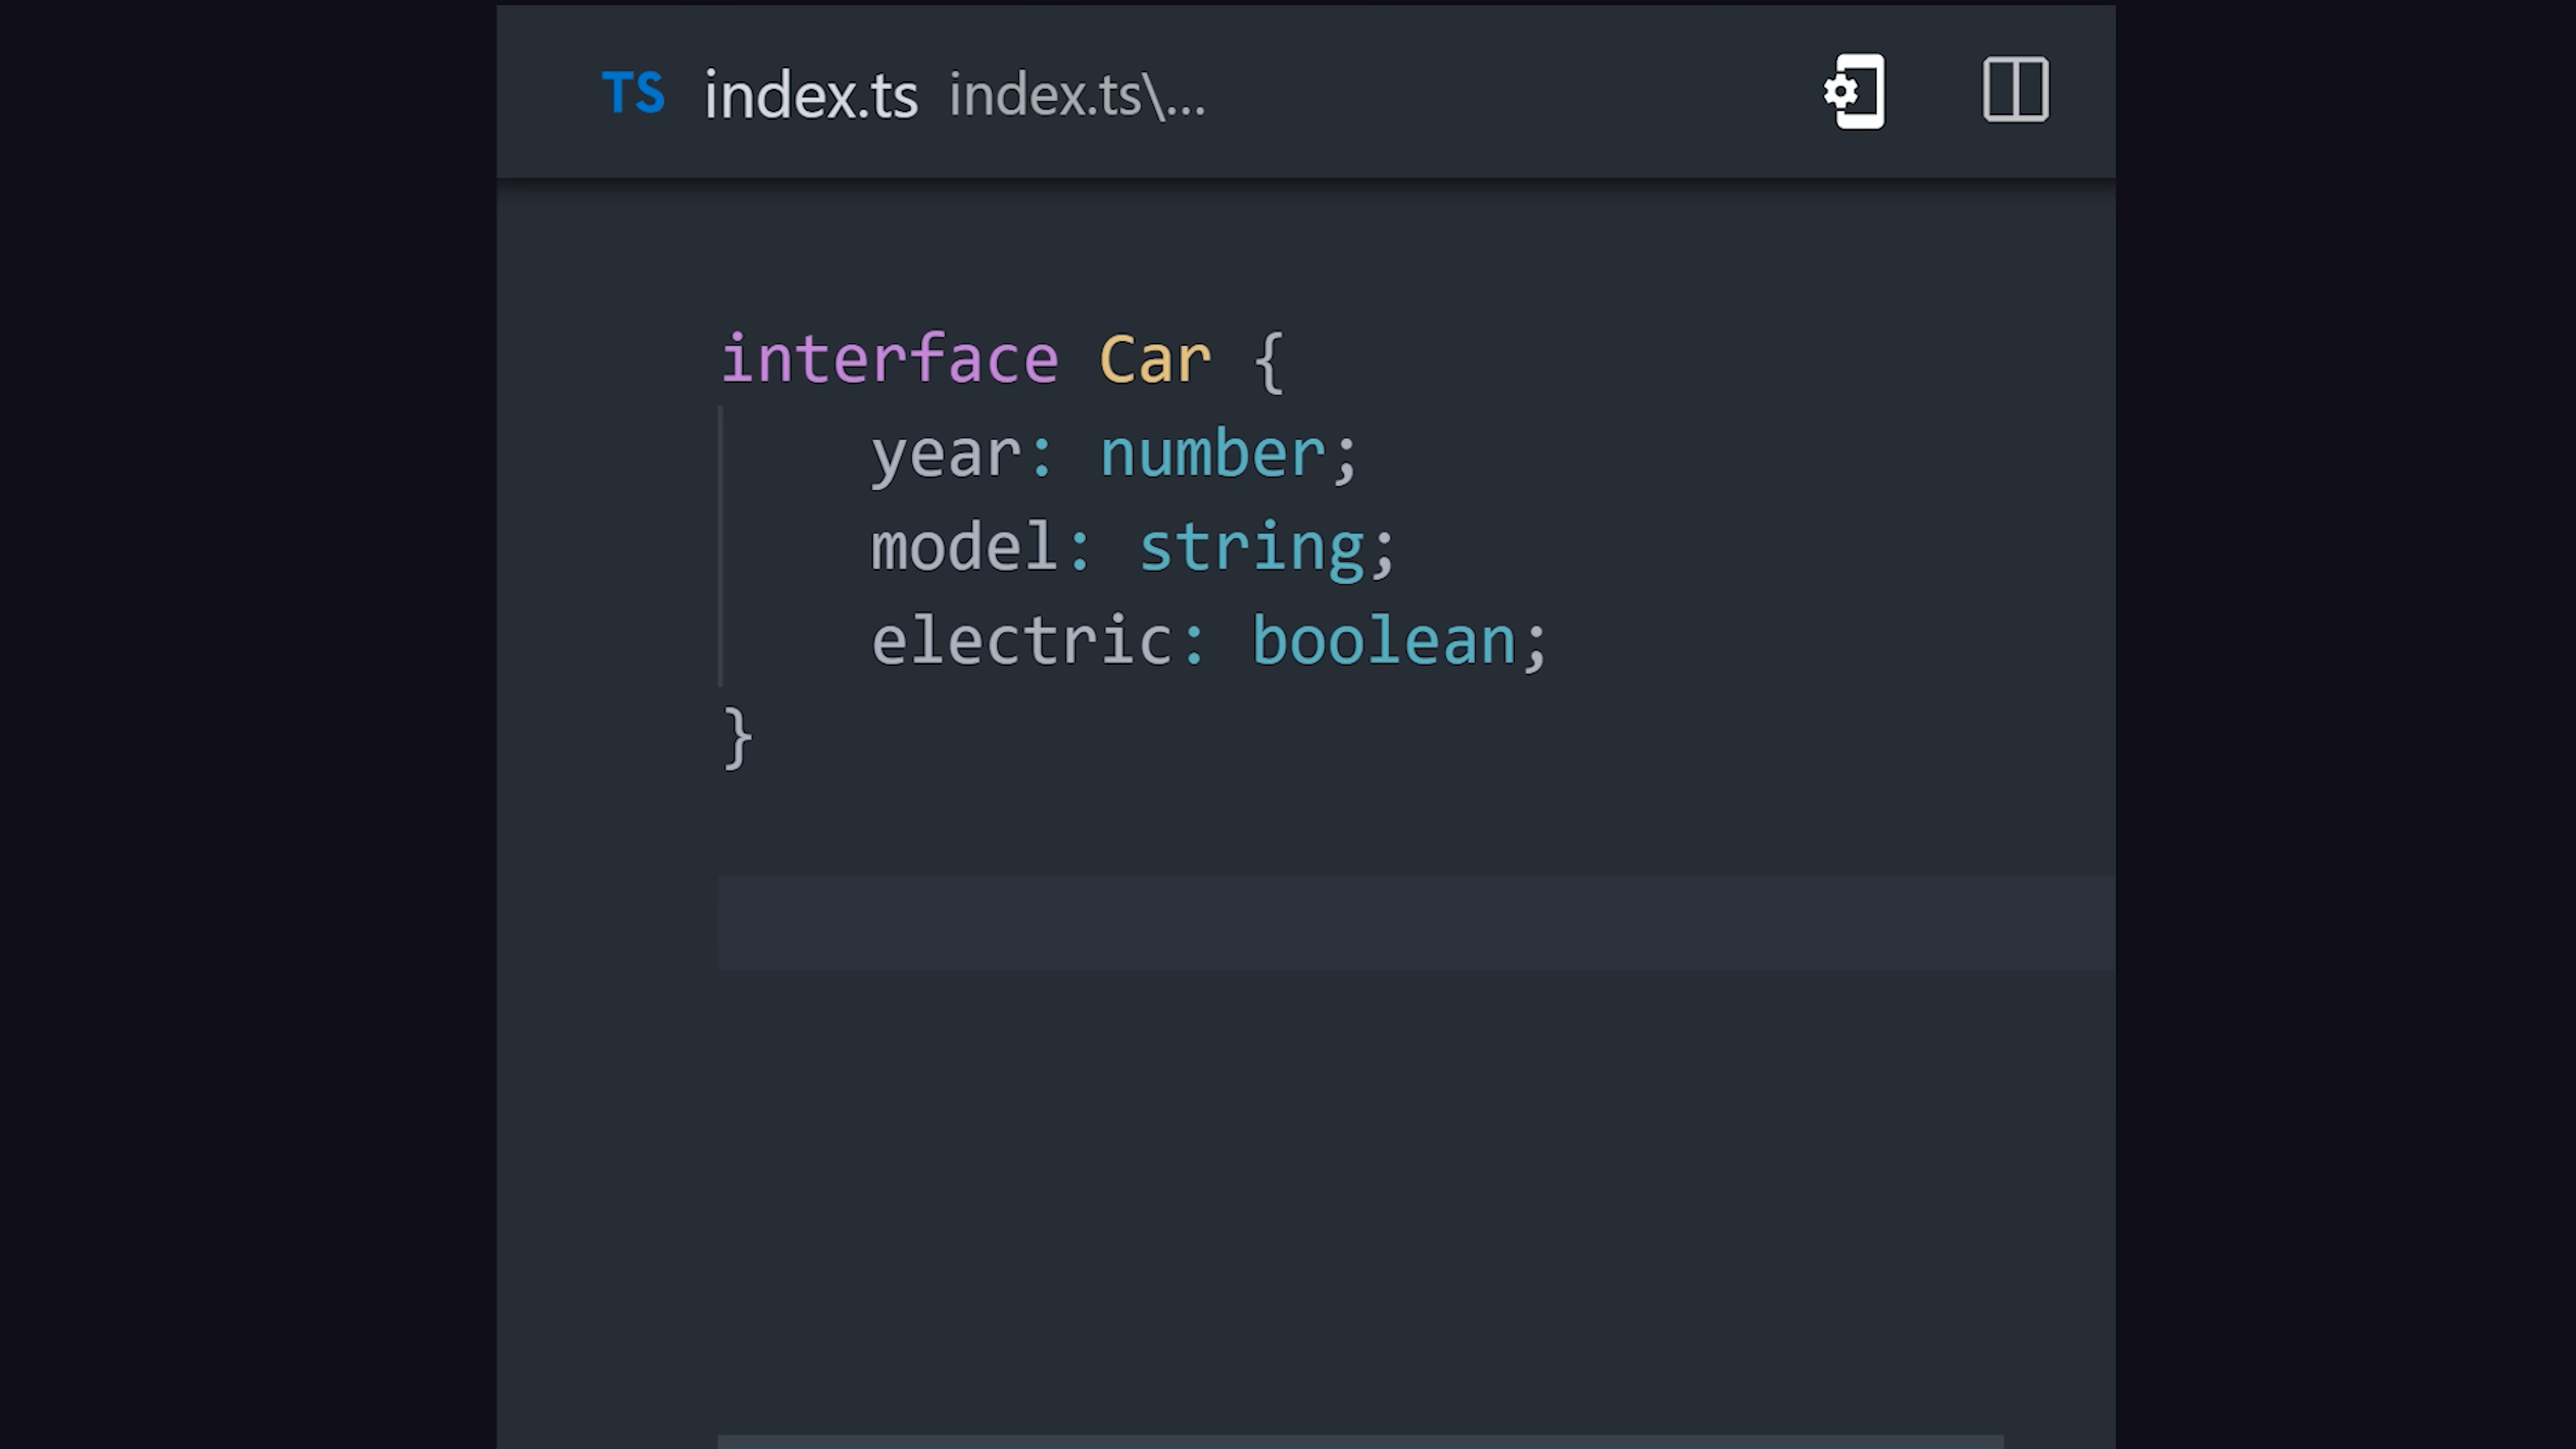 TS index.ts index.ts\...
interface Car {
    year: number;
    model: string;
    electric: boolean;
}